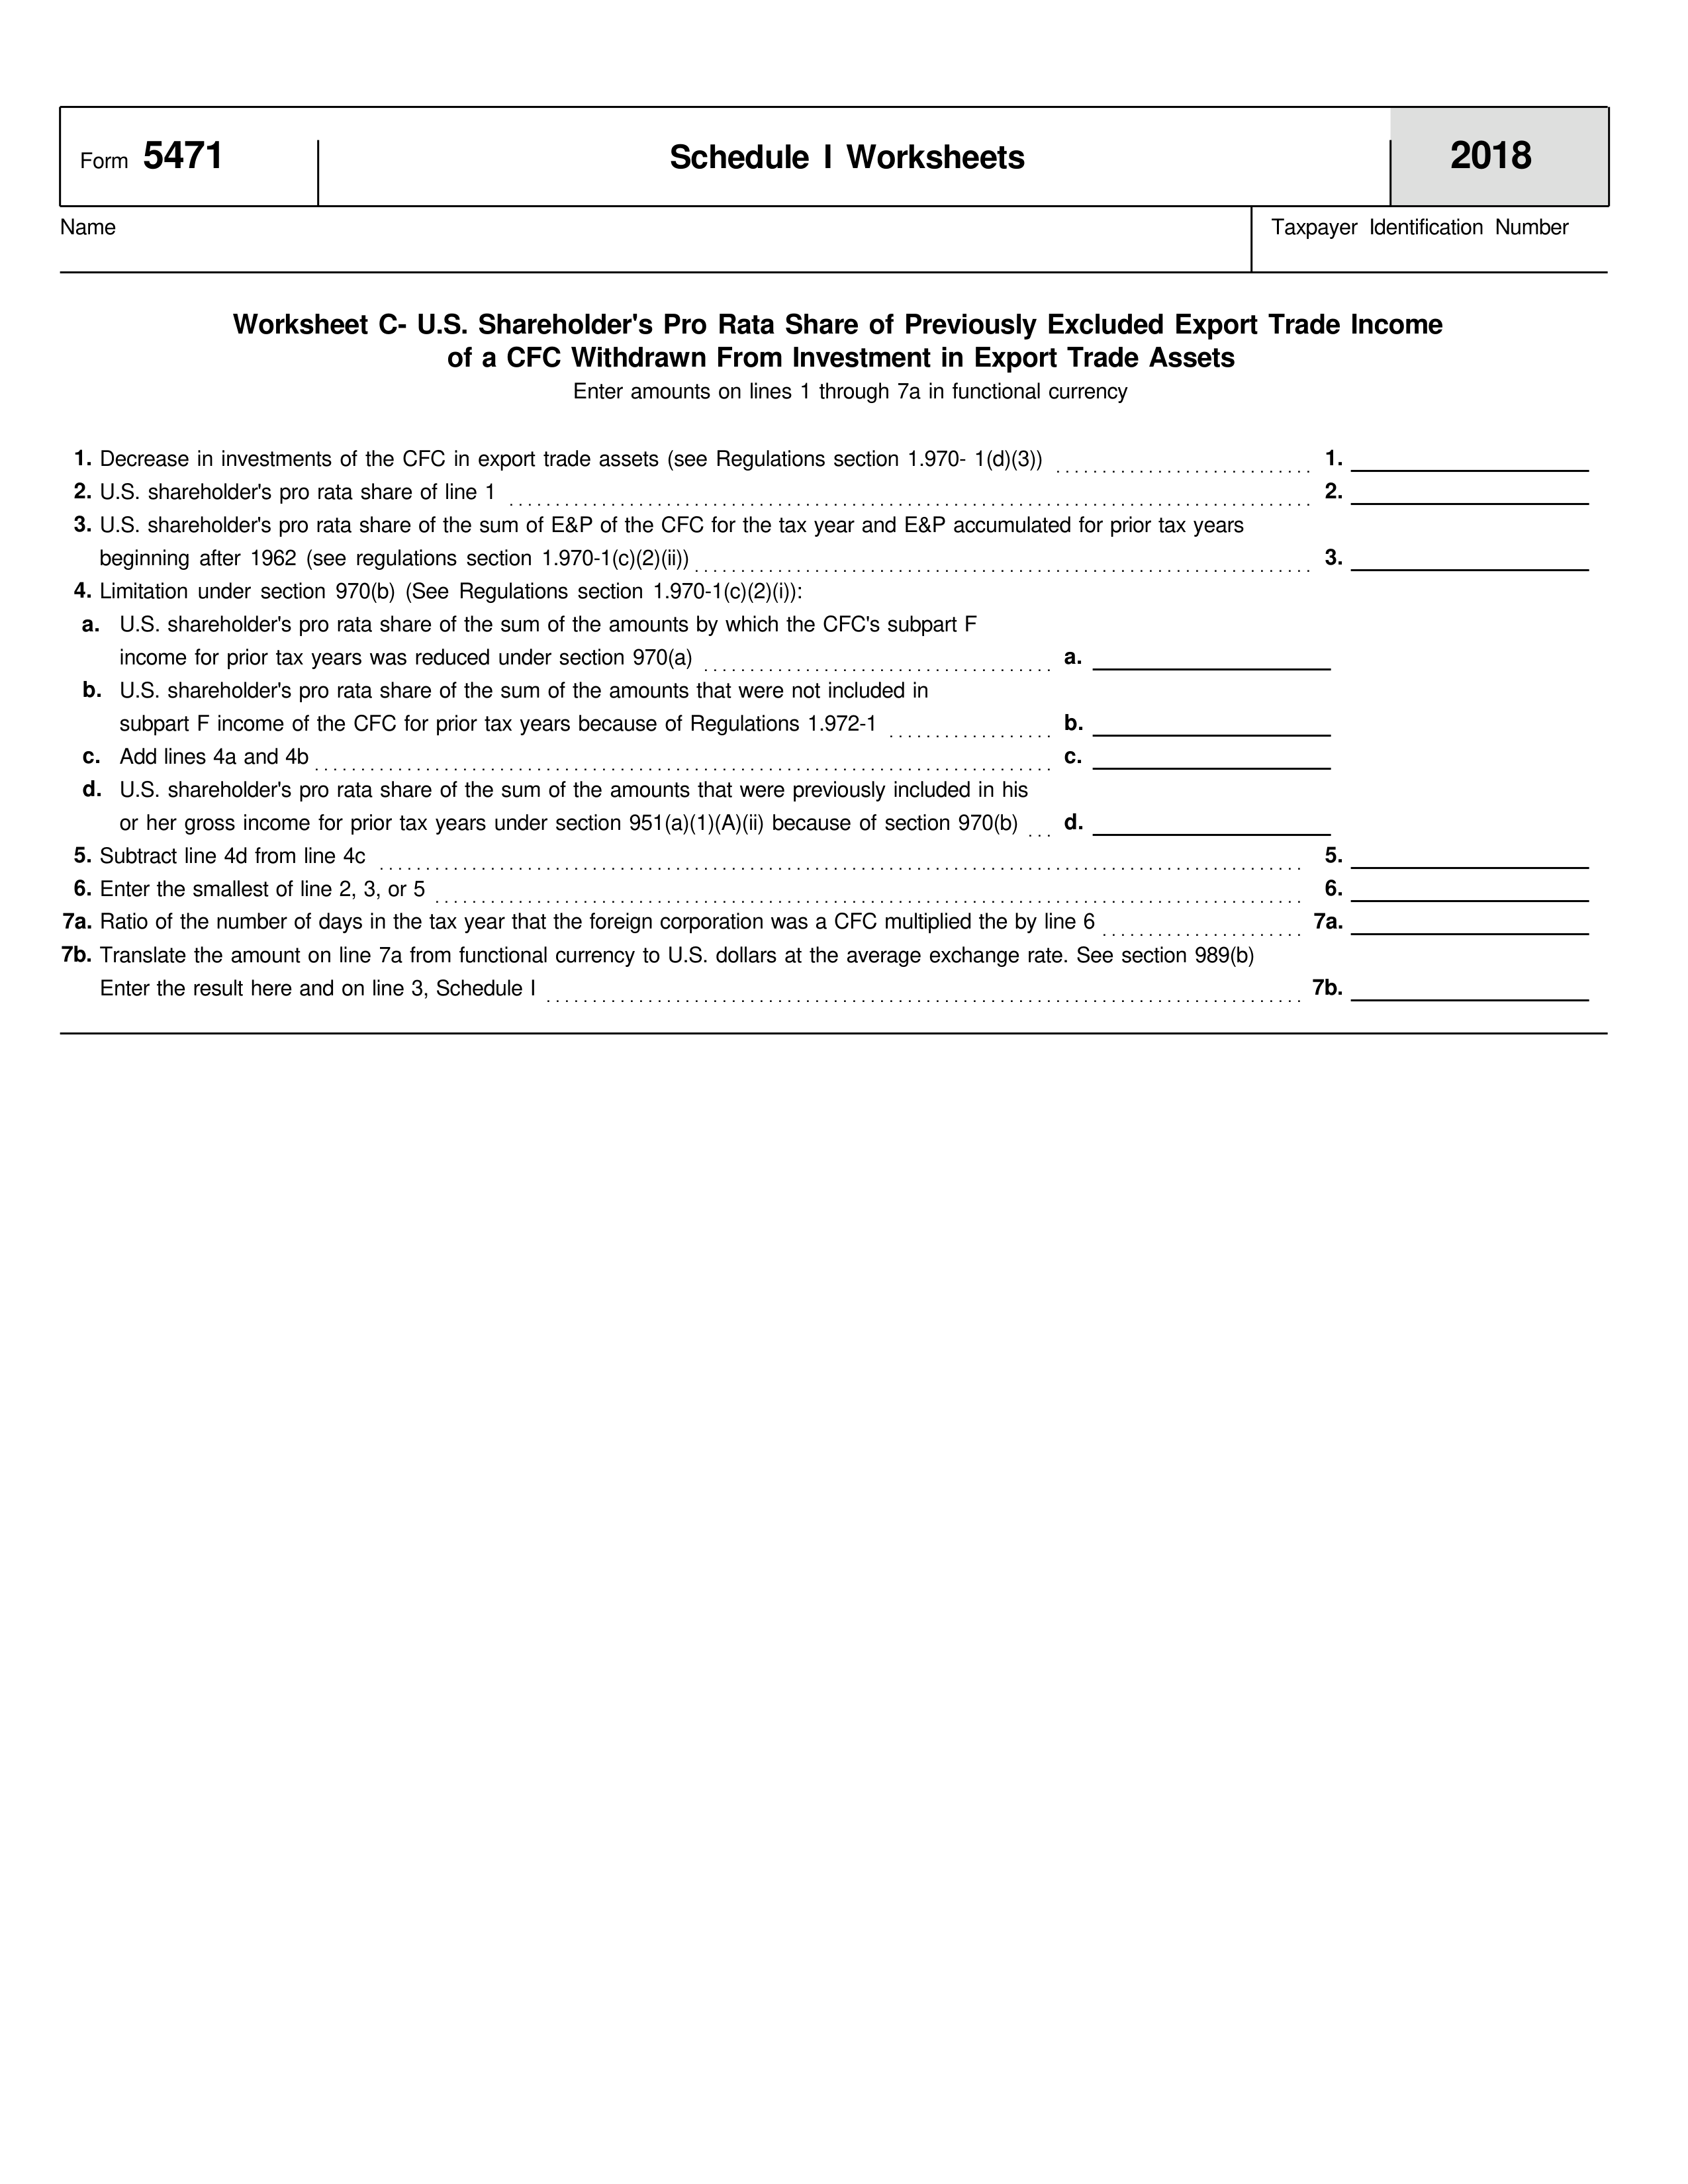 Form 5471
Schedule I Worksheets
2018
Name
Taxpayer Identification Number
Worksheet C- U.S. Shareholder's Pro Rata Share of Previously Excluded Export Trade Income
of a CFC Withdrawn From Investment in Export Trade Assets
Enter amounts on lines 1 through 7a in functional currency
1. Decrease in investments of the CFC in export trade assets (see Regulations section 1.970- 1(d)(3)) 1.
2. U.S. shareholder's pro rata share of line 1 2.
3. U.S. shareholder's pro rata share of the sum of E&P of the CFC for the tax year and E&P accumulated for prior tax years
beginning after 1962 (see regulations section 1.970-1(c)(2)(ii)) 3.
4. Limitation under section 970(b) (See Regulations section 1.970-1(c)(2)(i)):
a. U.S. shareholder's pro rata share of the sum of the amounts by which the CFC's subpart F
income for prior tax years was reduced under section 970(a) a.
b. U.S. shareholder's pro rata share of the sum of the amounts that were not included in
subpart F income of the CFC for prior tax years because of Regulations 1.972-1 b.
c. Add lines 4a and 4b c.
d. U.S. shareholder's pro rata share of the sum of the amounts that were previously included in his
or her gross income for prior tax years under section 951(a)(1)(A)(ii) because of section 970(b) d.
5. Subtract line 4d from line 4c 5.
6. Enter the smallest of line 2, 3, or 5 6.
7a. Ratio of the number of days in the tax year that the foreign corporation was a CFC multiplied the by line 6 7a.
7b. Translate the amount on line 7a from functional currency to U.S. dollars at the average exchange rate. See section 989(b)
Enter the result here and on line 3, Schedule I 7b.